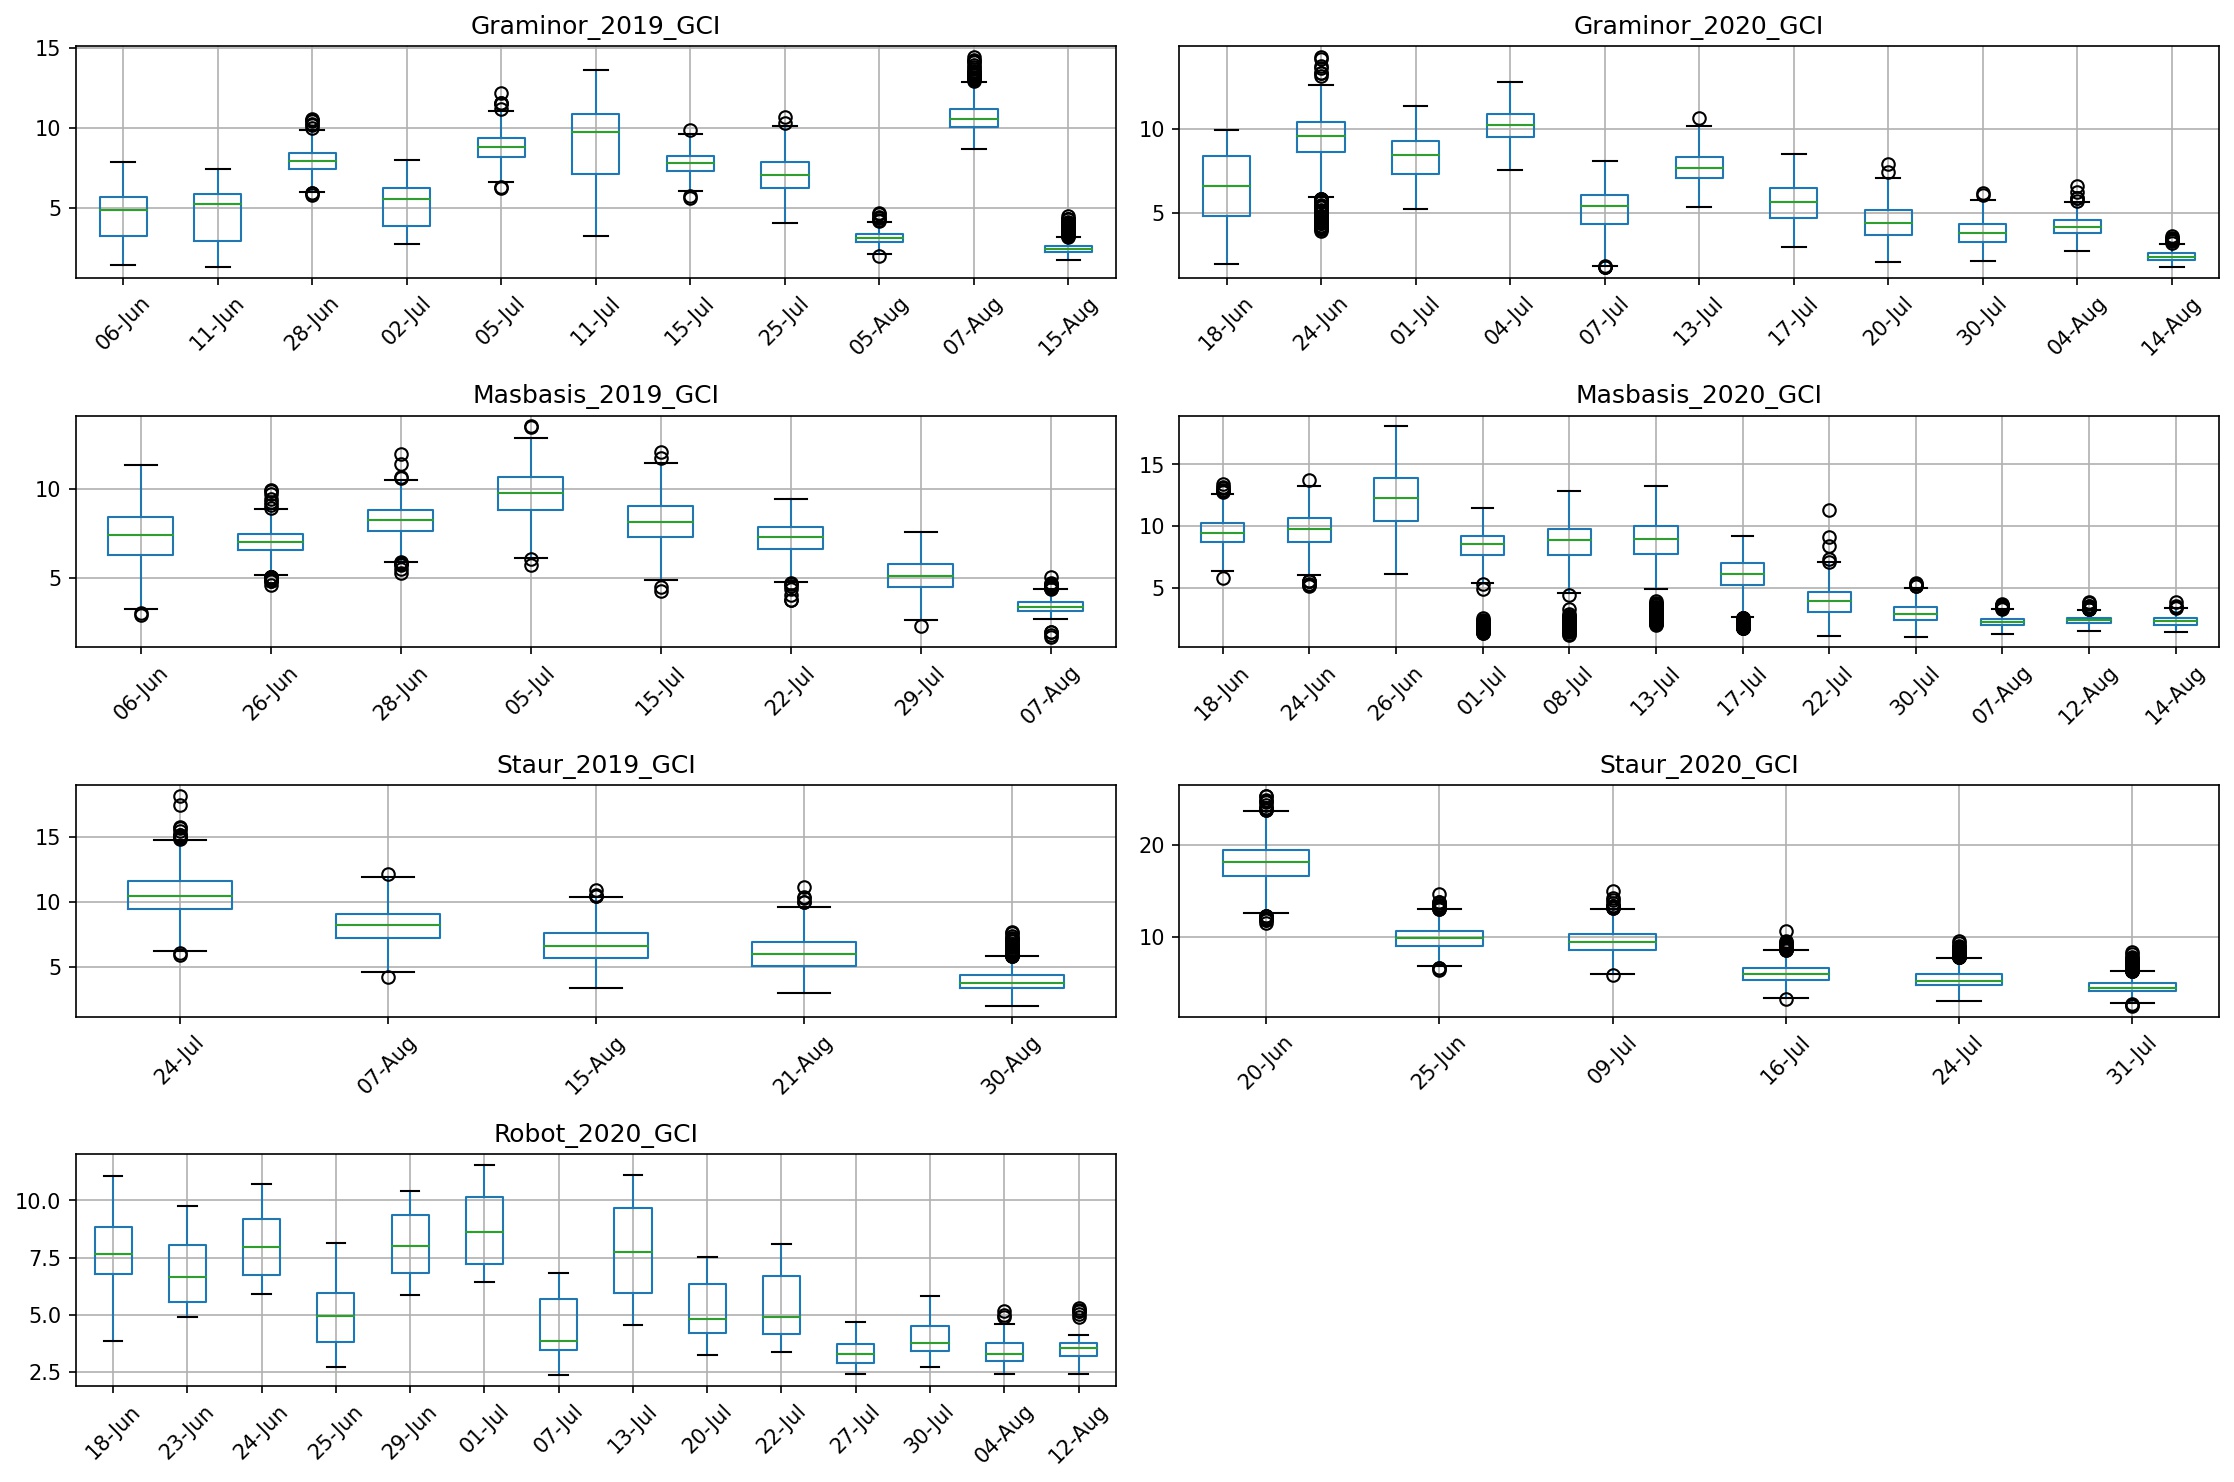 Graminor_2019_GCI
15
10
5
06-Jun 11-Jun 28-Jun 02-Jul 05-Jul 11-Jul 15-Jul 25-Jul 05-Aug 07-Aug 15-Aug
Graminor_2020_GCI
10
5
18-Jun 24-Jun 01-Jul 04-Jul 07-Jul 13-Jul 17-Jul 20-Jul 30-Jul 04-Aug 14-Aug
Masbasis_2019_GCI
10
5
06-Jun 26-Jun 28-Jun 05-Jul 15-Jul 22-Jul 29-Jul 07-Aug
Masbasis_2020_GCI
15
10
5
18-Jun 24-Jun 26-Jun 01-Jul 08-Jul 13-Jul 17-Jul 22-Jul 30-Jul 07-Aug 12-Aug 14-Aug
Staur_2019_GCI
15
10
5
24-Jul 07-Aug 15-Aug 21-Aug 30-Aug
Staur_2020_GCI
20
10
20-Jun 25-Jun 09-Jul 16-Jul 24-Jul 31-Jul
Robot_2020_GCI
10.0
7.5
5.0
2.5
18-Jun 23-Jun 24-Jun 25-Jun 29-Jun 01-Jul 07-Jul 13-Jul 20-Jul 22-Jul 27-Jul 30-Jul 04-Aug 12-Aug